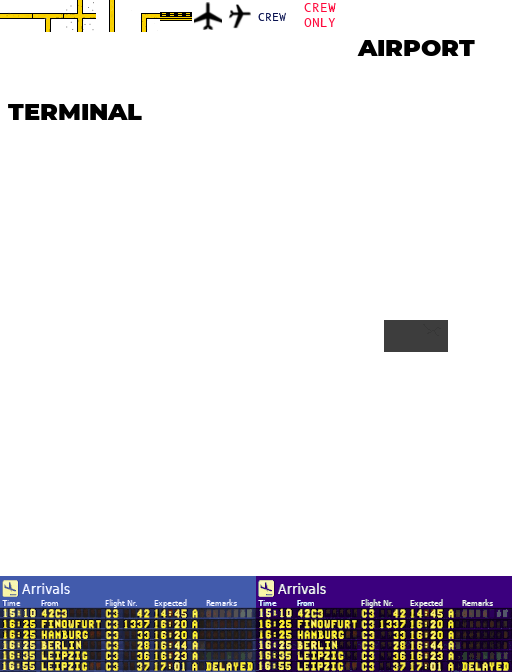 CREW
CREW
ONLY
AIRPORT
TERMINAL
Arrivals
Time From Flight Nr. Expected Remarks
15:10 42C3 C3 42 14:45 A
16:25 FINOWFURT C3 1337 16:20 A
16:25 HAMBURG C3 33 16:20 A
16:25 BERLIN C3 28 16:44 A
16:35 LEIPZIG C3 36 16:23 A
16:55 LEIPZIG C3 37 17:01 A DELAYED
Arrivals
Time From Flight Nr. Expected Remarks
15:10 42C3 C3 42 14:45 A
16:25 FINOWFURT C3 1337 16:20 A
16:25 HAMBURG C3 33 16:20 A
16:25 BERLIN C3 28 16:44 A
16:35 LEIPZIG C3 36 16:23 A
16:55 LEIPZIG C3 37 17:01 A DELAYED